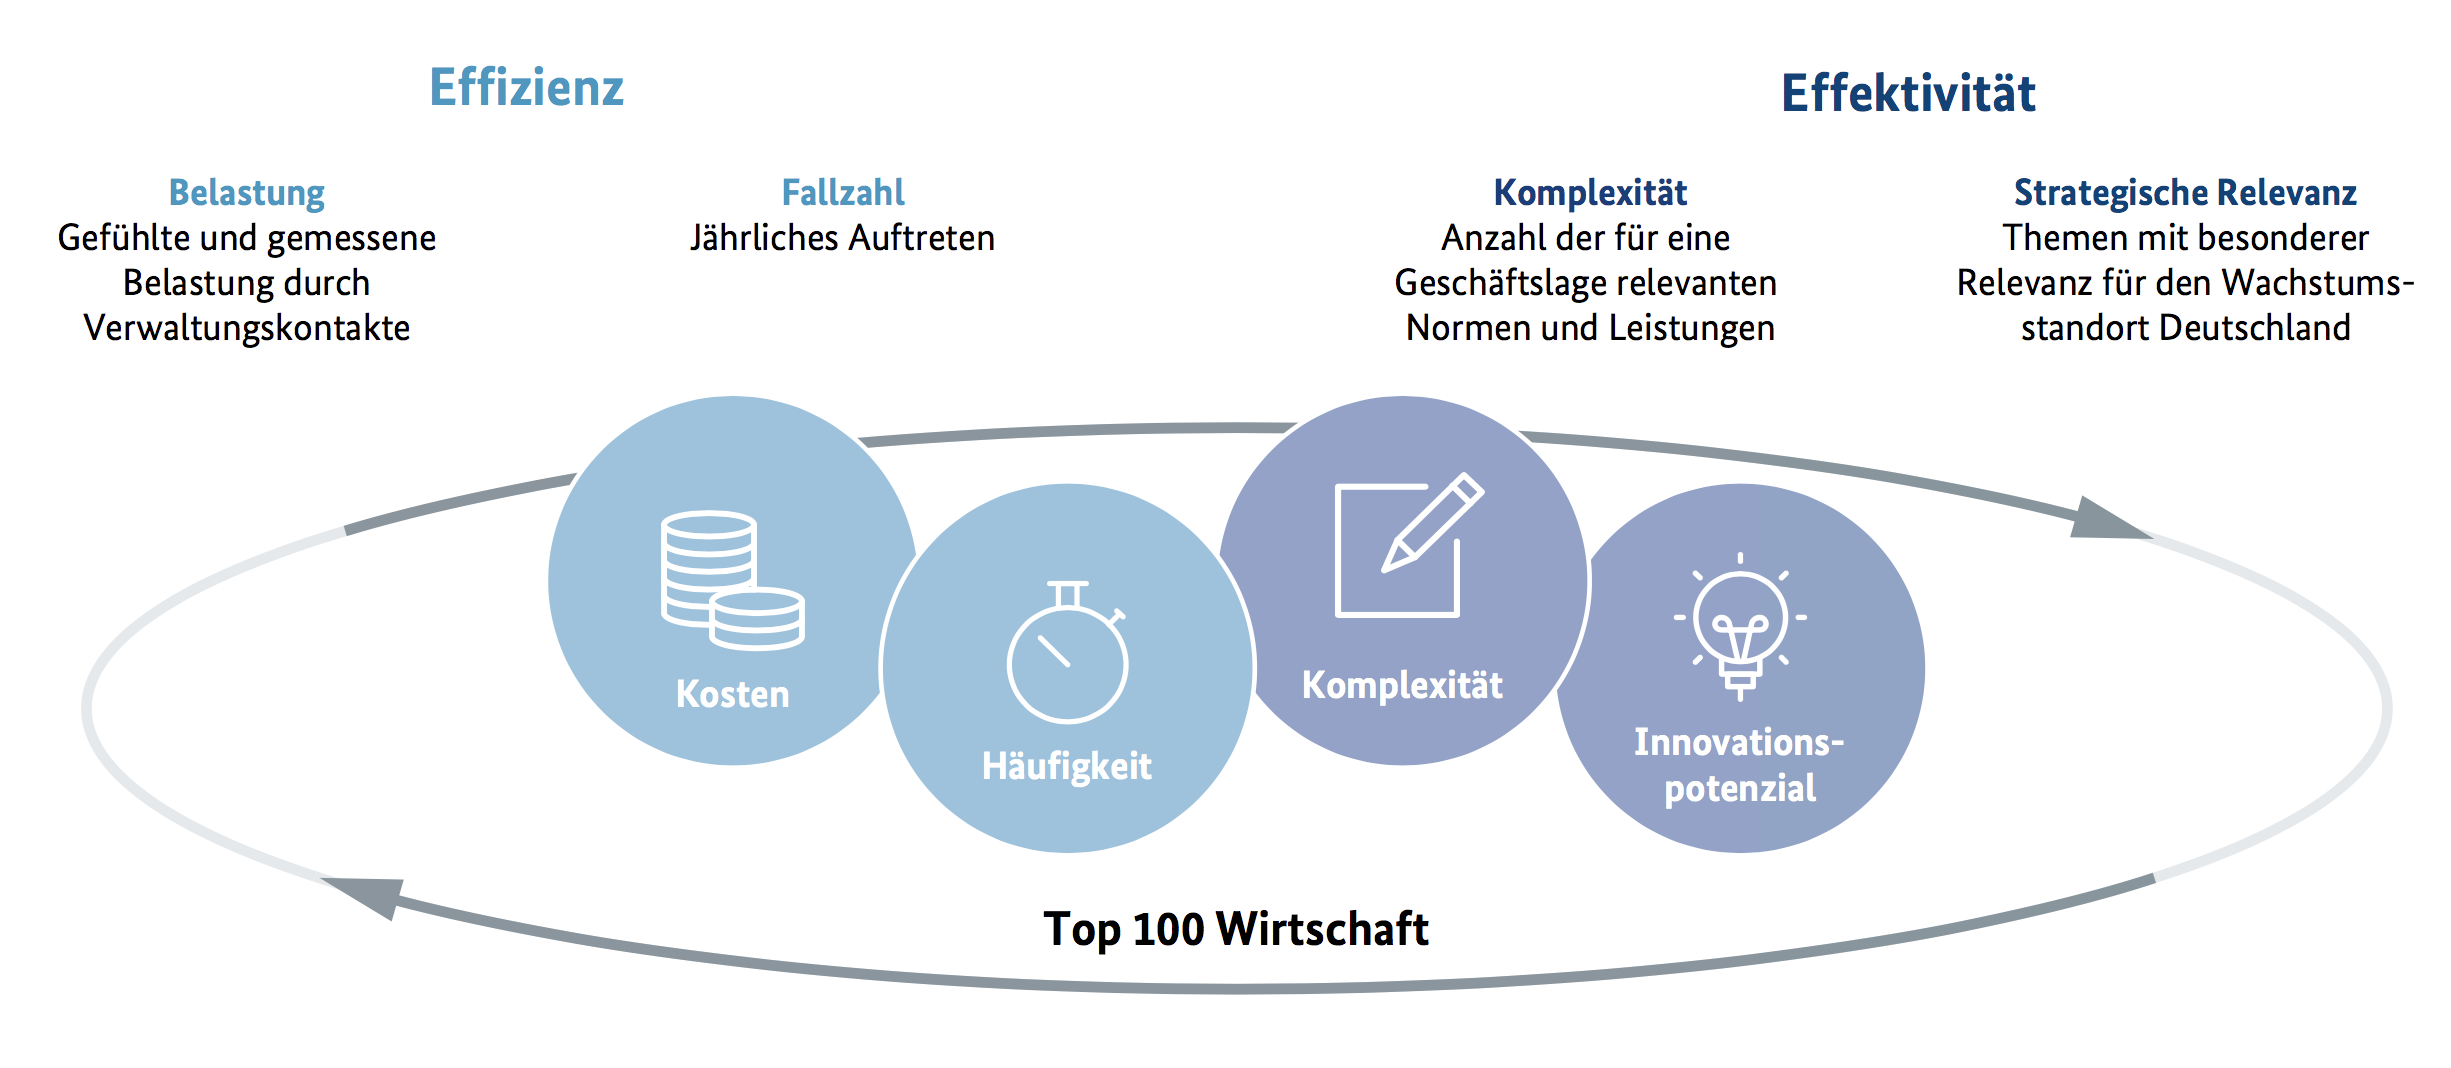 Effizienz
Effektivität
Belastung
Gefühlte und gemessene
Belastung durch
Verwaltungskontakte
Fallzahl
Jährliches Auftreten
Komplexität
Anzahl der für eine
Geschäftslage relevanten
Normen und Leistungen
Strategische Relevanz
Themen mit besonderer
Relevanz für den Wachstums-
standort Deutschland
Kosten
Häufigkeit
Komplexität
Innovations-
potenzial
Top 100 Wirtschaft